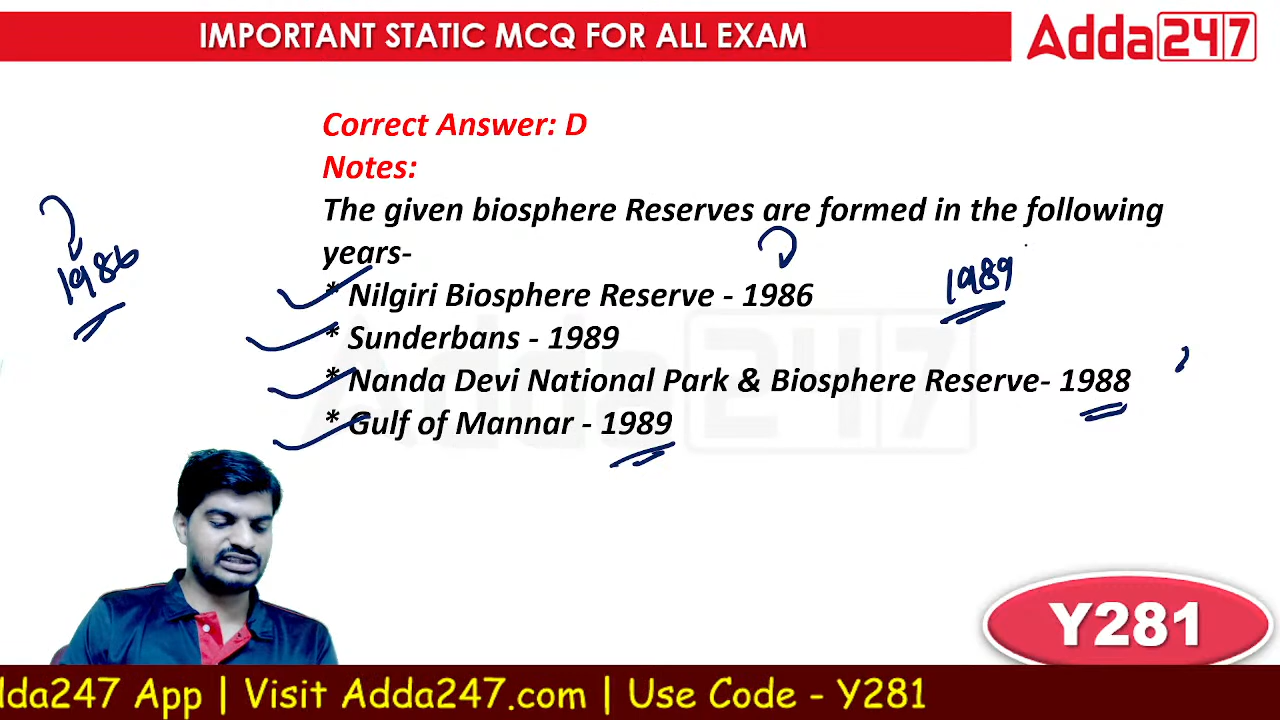 IMPORTANT STATIC MCQ FOR ALL EXAM
Adda247
Correct Answer: D
Notes:
The given biosphere Reserves are formed in the following
years-
1986
* Nilgiri Biosphere Reserve - 1986
1989
* Sunderbans - 1989
* Nanda Devi National Park & Biosphere Reserve- 1988
* Gulf of Mannar - 1989
Adda247
Y281
dda247 App | Visit Adda247.com | Use Code - Y281